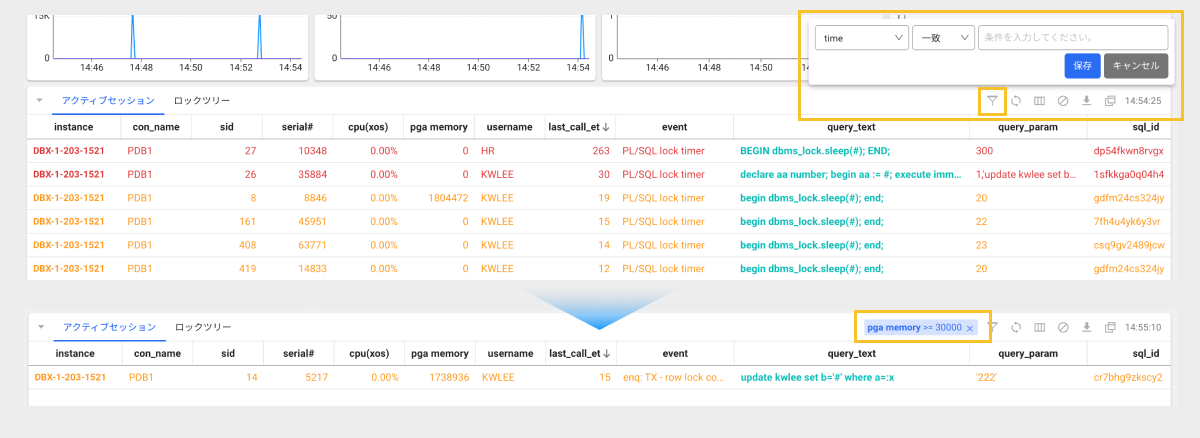 15K
0
14:46 14:48 14:50 14:52 14:54
50
0
14:46 14:48 14:50 14:52 14:54
1
0
14:46 14:48 14:50
time 一致 条件を入力してください。
保存 キャンセル
アクティブセッション ロックツリー 14:54:25
instance con_name sid serial# cpu(xos) pga memory username last_call_et event query_text query_param sql_id
DBX-1-203-1521 PDB1 27 10348 0.00% 0 HR 263 PL/SQL lock timer BEGIN dbms_lock.sleep(#); END; 300 dp54fkwn8rvgx
DBX-1-203-1521 PDB1 26 35884 0.00% 0 KWLEE 30 PL/SQL lock timer declare aa number; begin aa := #; execute imm... 1,'update kwlee set b... 1sfkkga0q04h4
DBX-1-203-1521 PDB1 8 8846 0.00% 1804472 KWLEE 19 PL/SQL lock timer begin dbms_lock.sleep(#); end; 20 gdfm24cs324jy
DBX-1-203-1521 PDB1 161 45951 0.00% 0 KWLEE 15 PL/SQL lock timer begin dbms_lock.sleep(#); end; 22 7fh4u4yk6y3vr
DBX-1-203-1521 PDB1 408 63771 0.00% 0 KWLEE 14 PL/SQL lock timer begin dbms_lock.sleep(#); end; 23 csq9gv2489jcw
DBX-1-203-1521 PDB1 419 14833 0.00% 0 KWLEE 12 PL/SQL lock timer begin dbms_lock.sleep(#); end; 20 gdfm24cs324jy
アクティブセッション ロックツリー pga memory >= 30000 × 14:55:10
instance con_name sid serial# cpu(xos) pga memory username last_call_et event query_text query_param sql_id
DBX-1-203-1521 PDB1 14 5217 0.00% 1738936 KWLEE 15 enq: TX - row lock co... update kwlee set b='#' where a=:x '222' cr7bhg9zkscy2